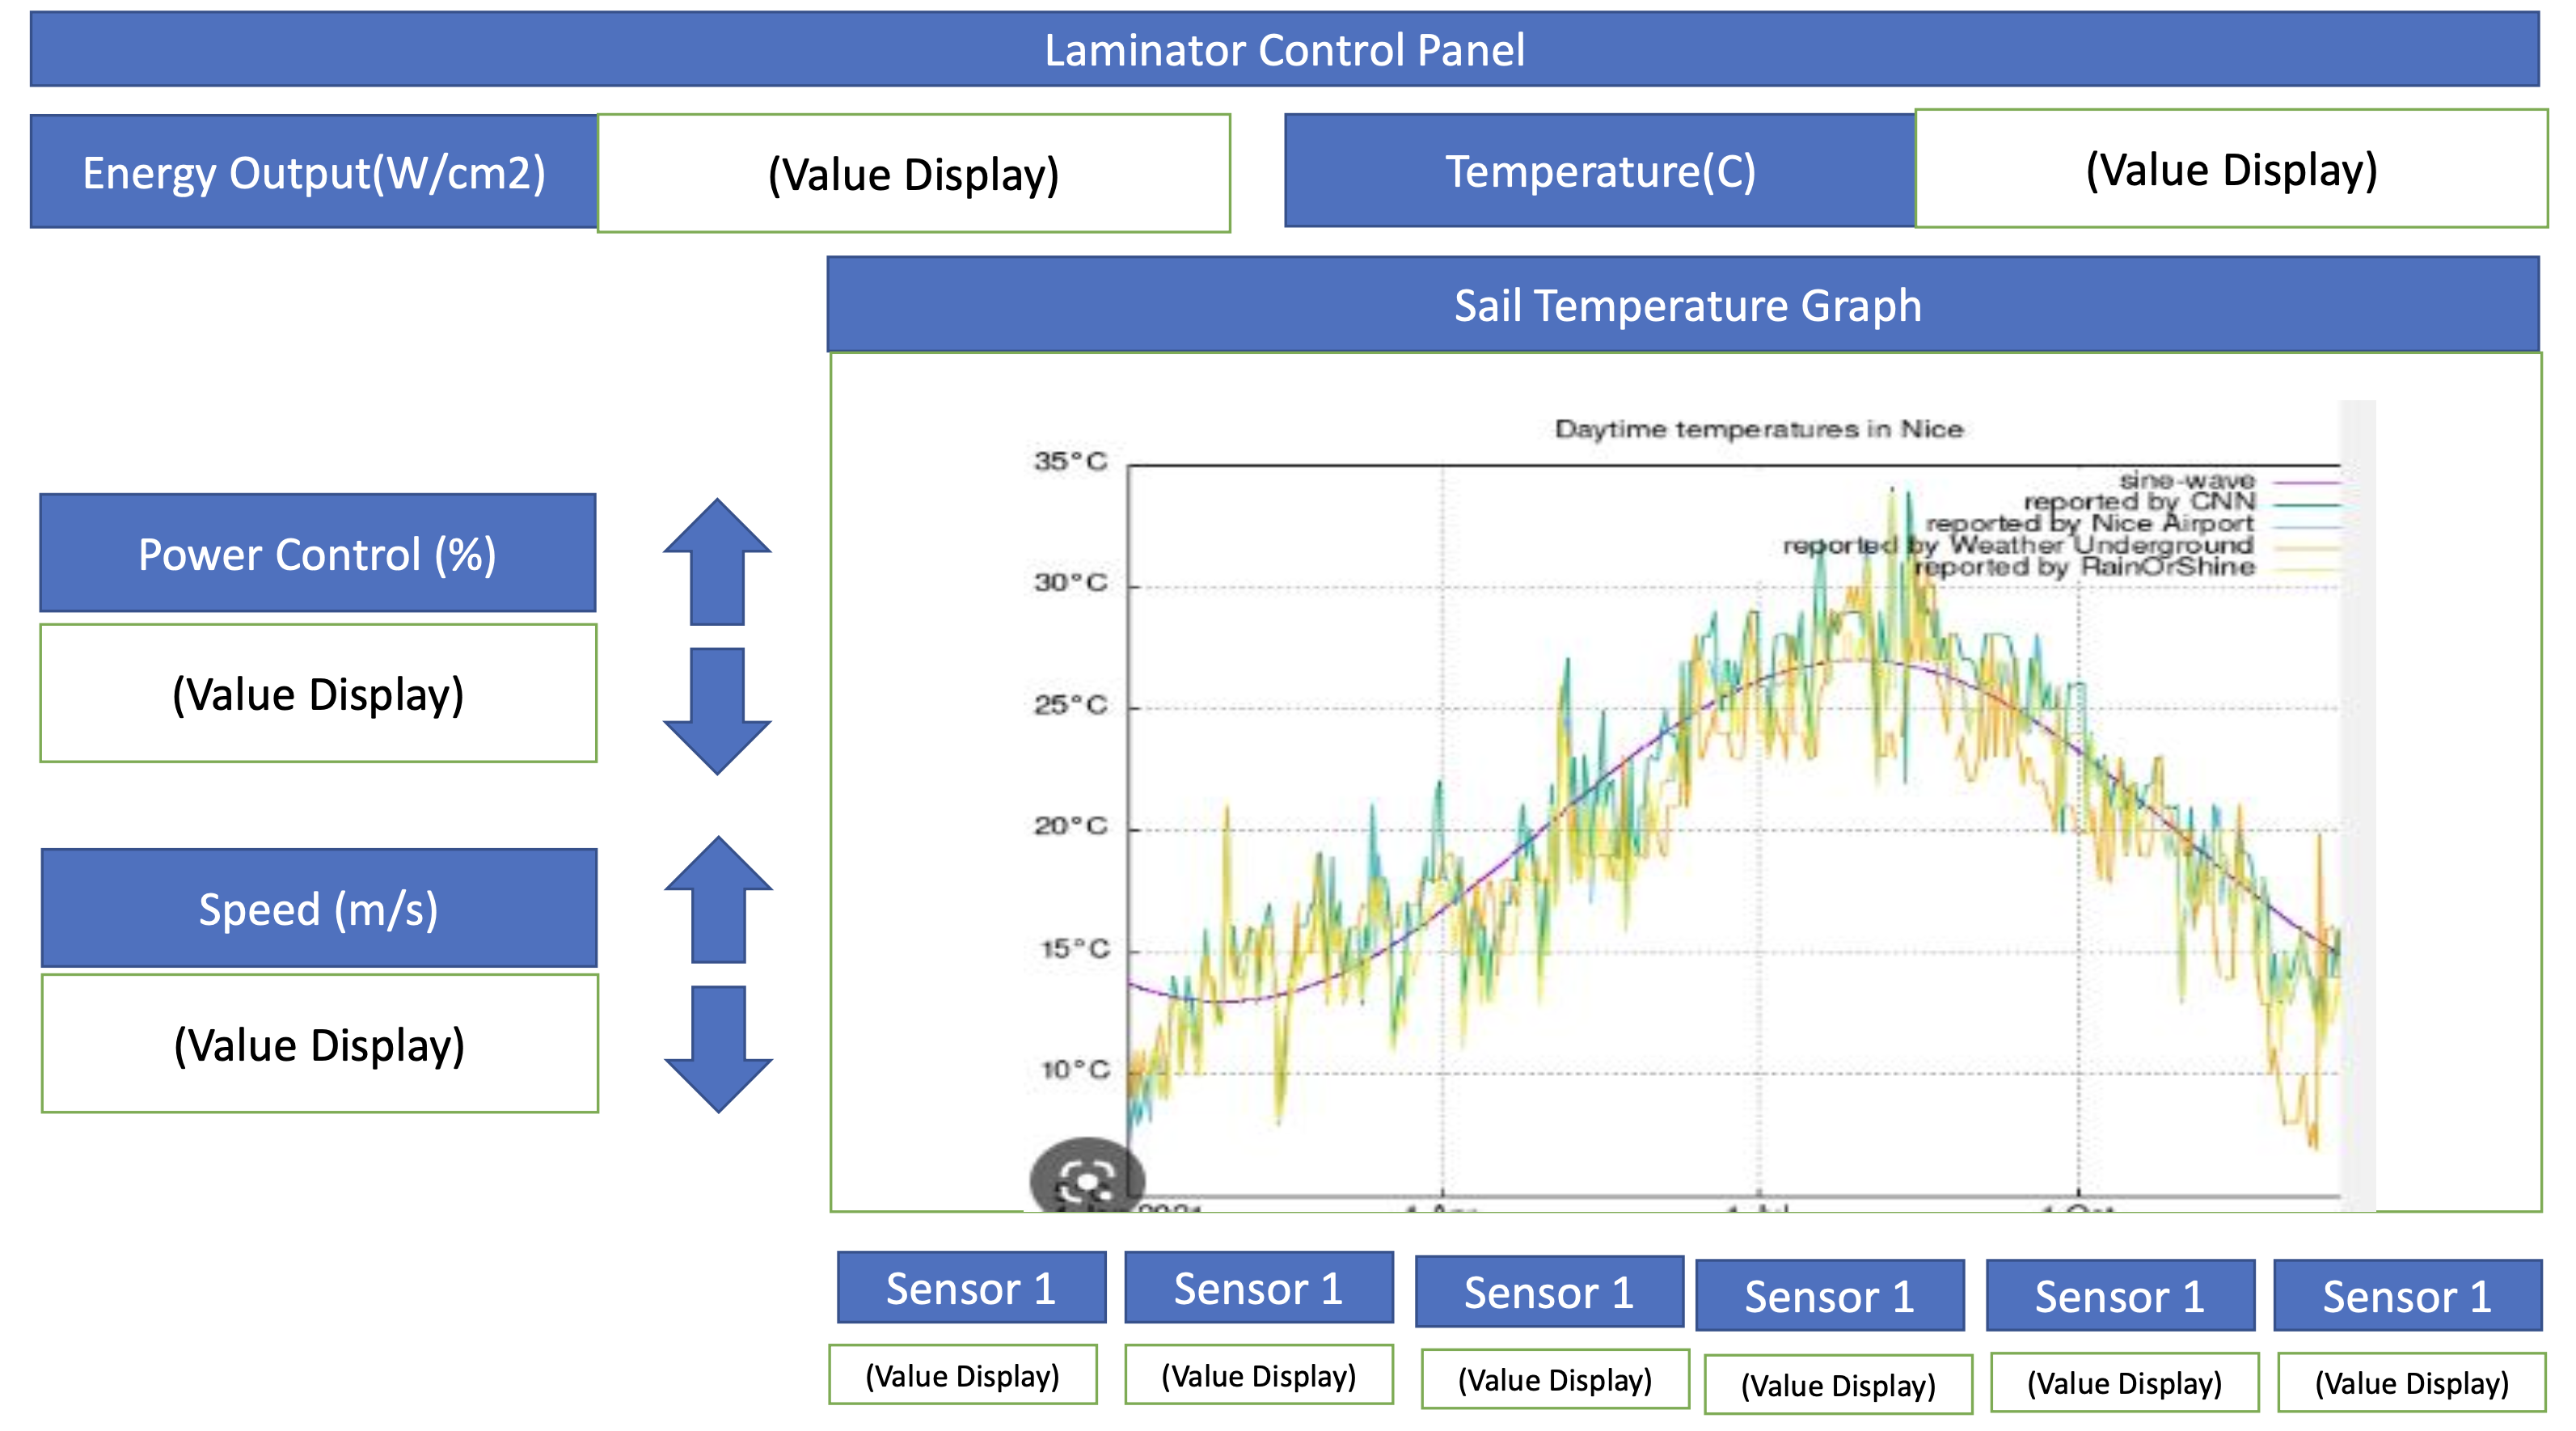 Laminator Control Panel
Energy Output(W/cm2)
(Value Display)
Temperature(C)
(Value Display)
Sail Temperature Graph
Daytime temperatures in Nice
35°C
sine-wave
reported by CNN
reported by Nice Airport
reported by Weather Underground
reported by RainOrShine
30°C
25°C
20°C
15°C
10°C
Power Control (%)
(Value Display)
Speed (m/s)
(Value Display)
Sensor 1
Sensor 1
Sensor 1
Sensor 1
Sensor 1
Sensor 1
(Value Display)
(Value Display)
(Value Display)
(Value Display)
(Value Display)
(Value Display)